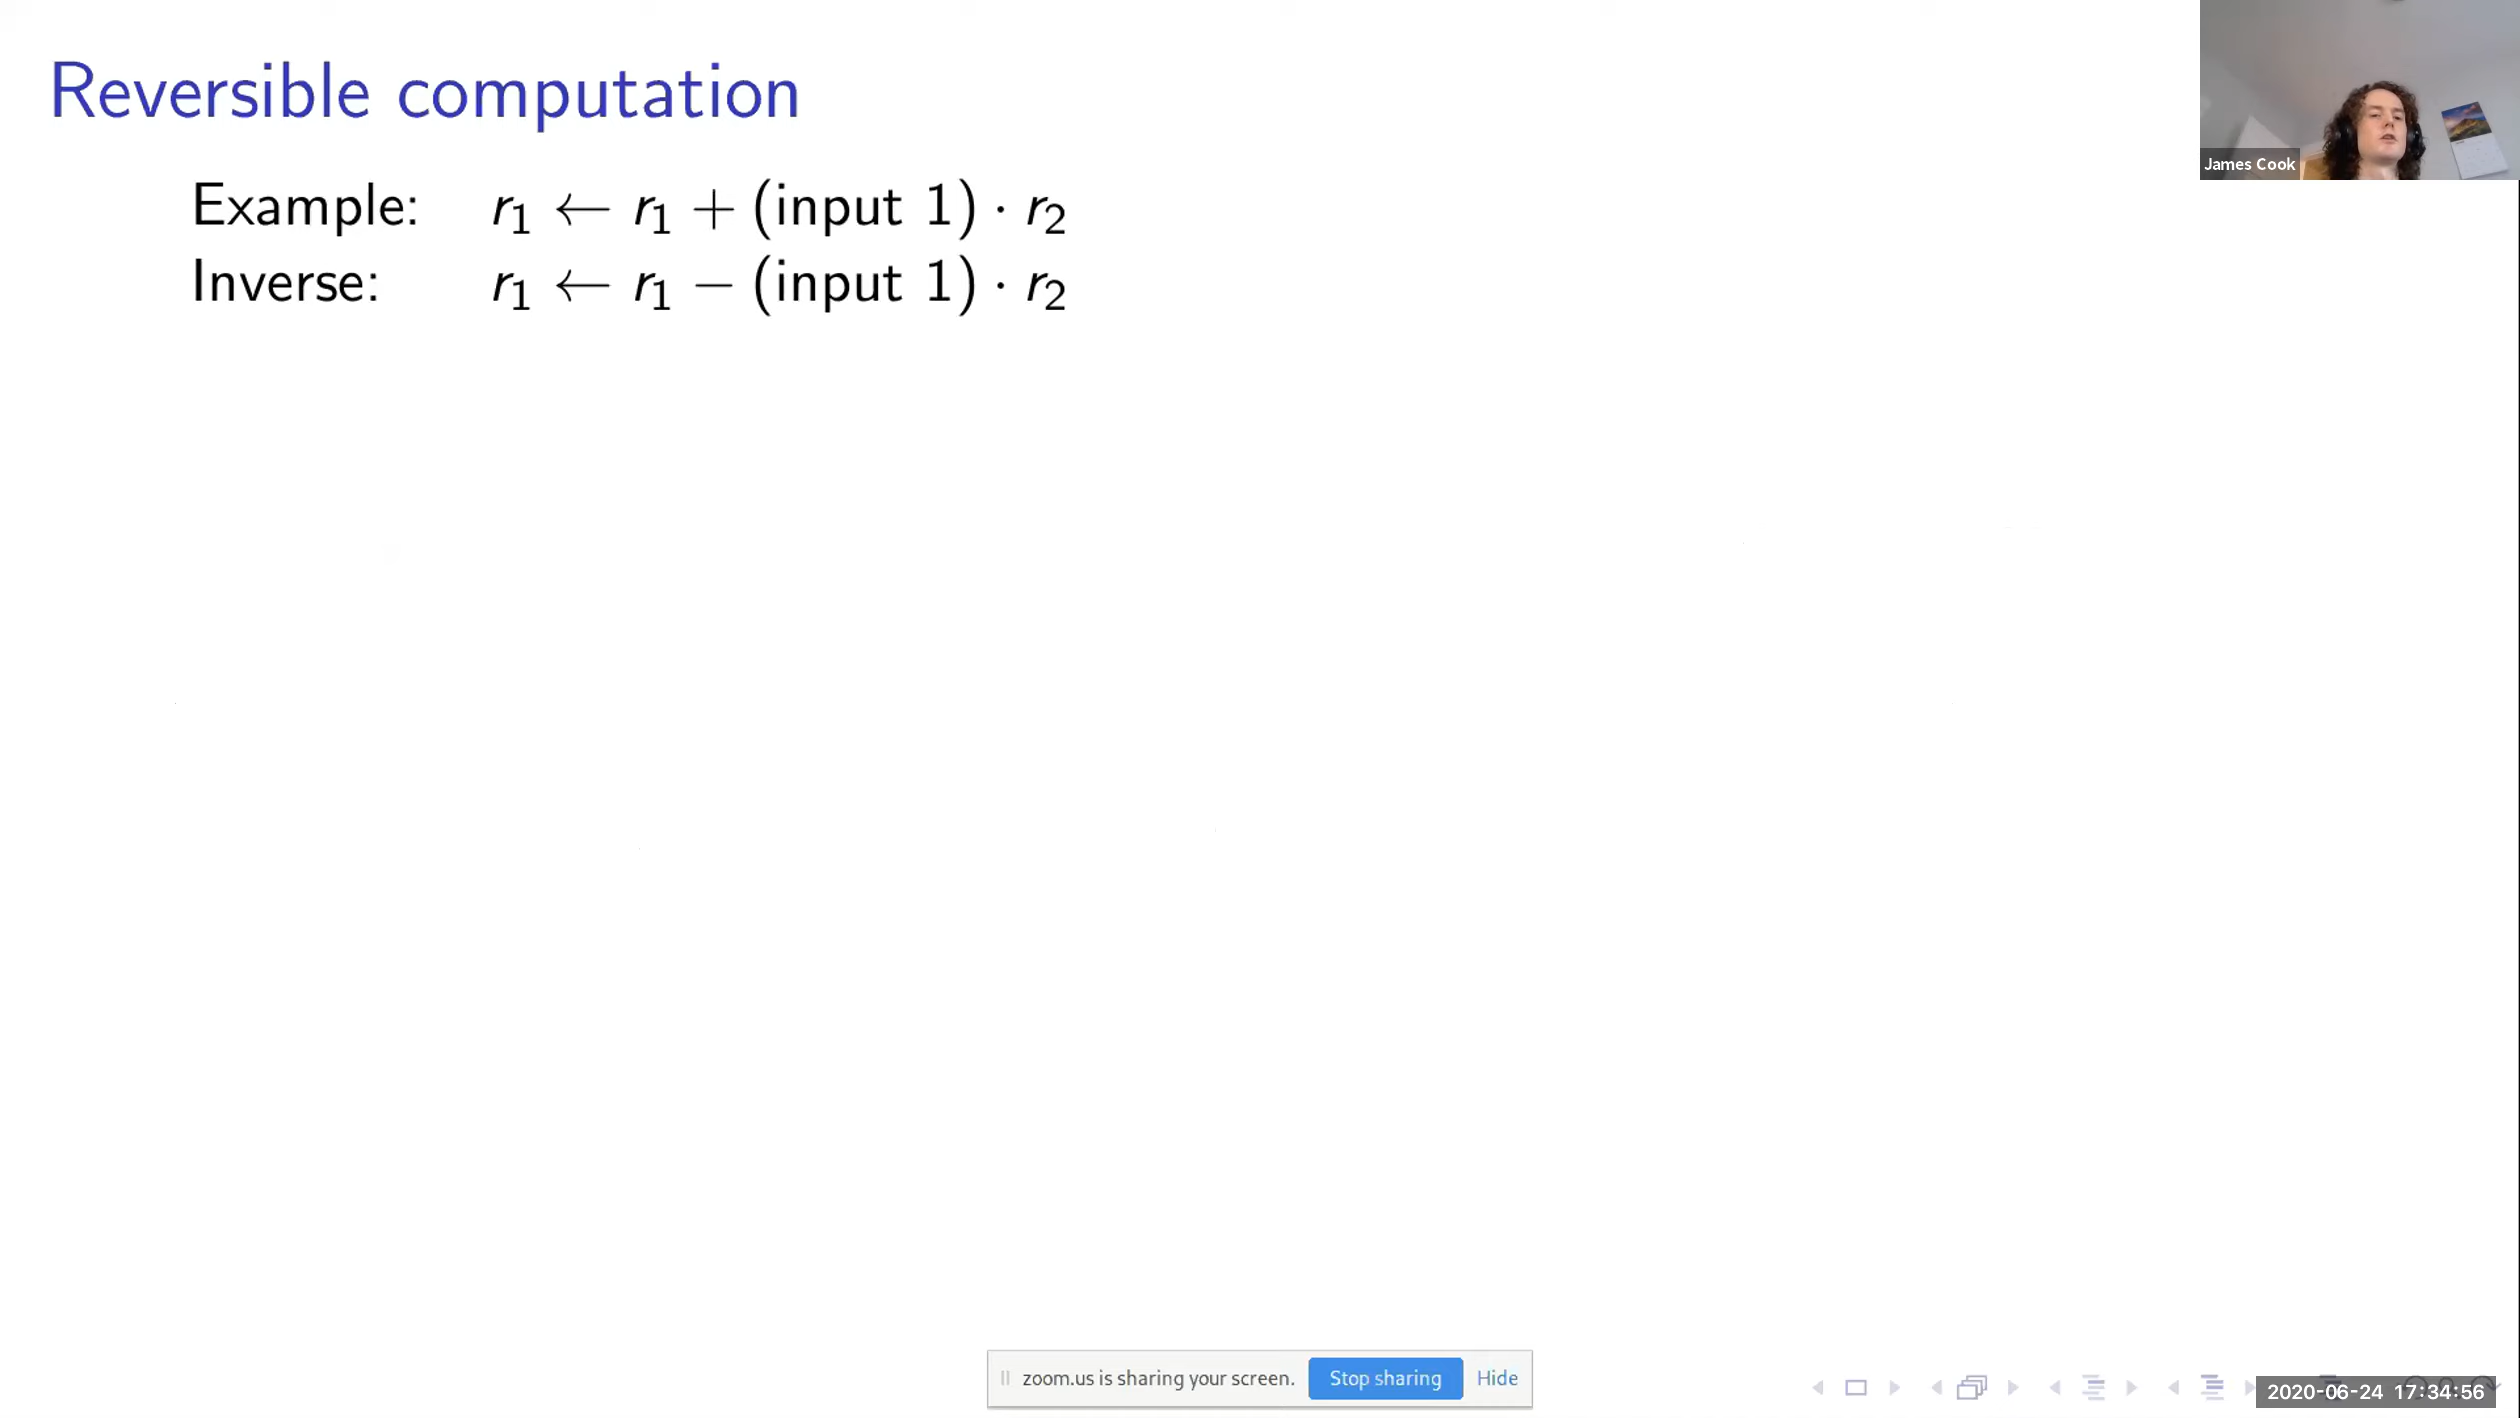 Reversible computation
James Cook
Example: r₁ ← r₁ + (input 1) · r₂
Inverse: r₁ ← r₁ − (input 1) · r₂
zoom.us is sharing your screen. Stop sharing Hide
2020-06-24 17:34:56